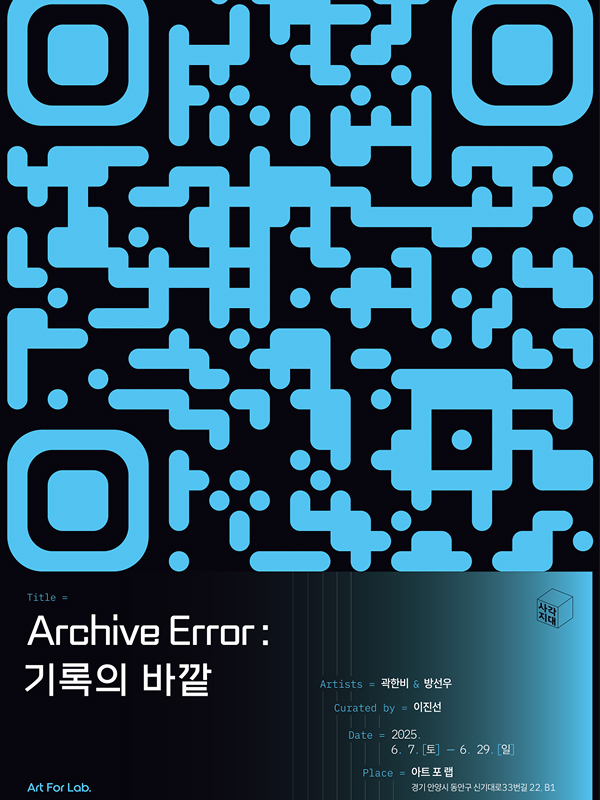 Title =
Archive Error :
기록의 바깥
사각
지대
Artists = 곽한비 & 방선우
Curated by = 이진선
Date = 2025.
6. 7. [토] — 6. 29. [일]
Place = 아트 포 랩
경기 안양시 동안구 신기대로33번길 22. B1
Art For Lab.